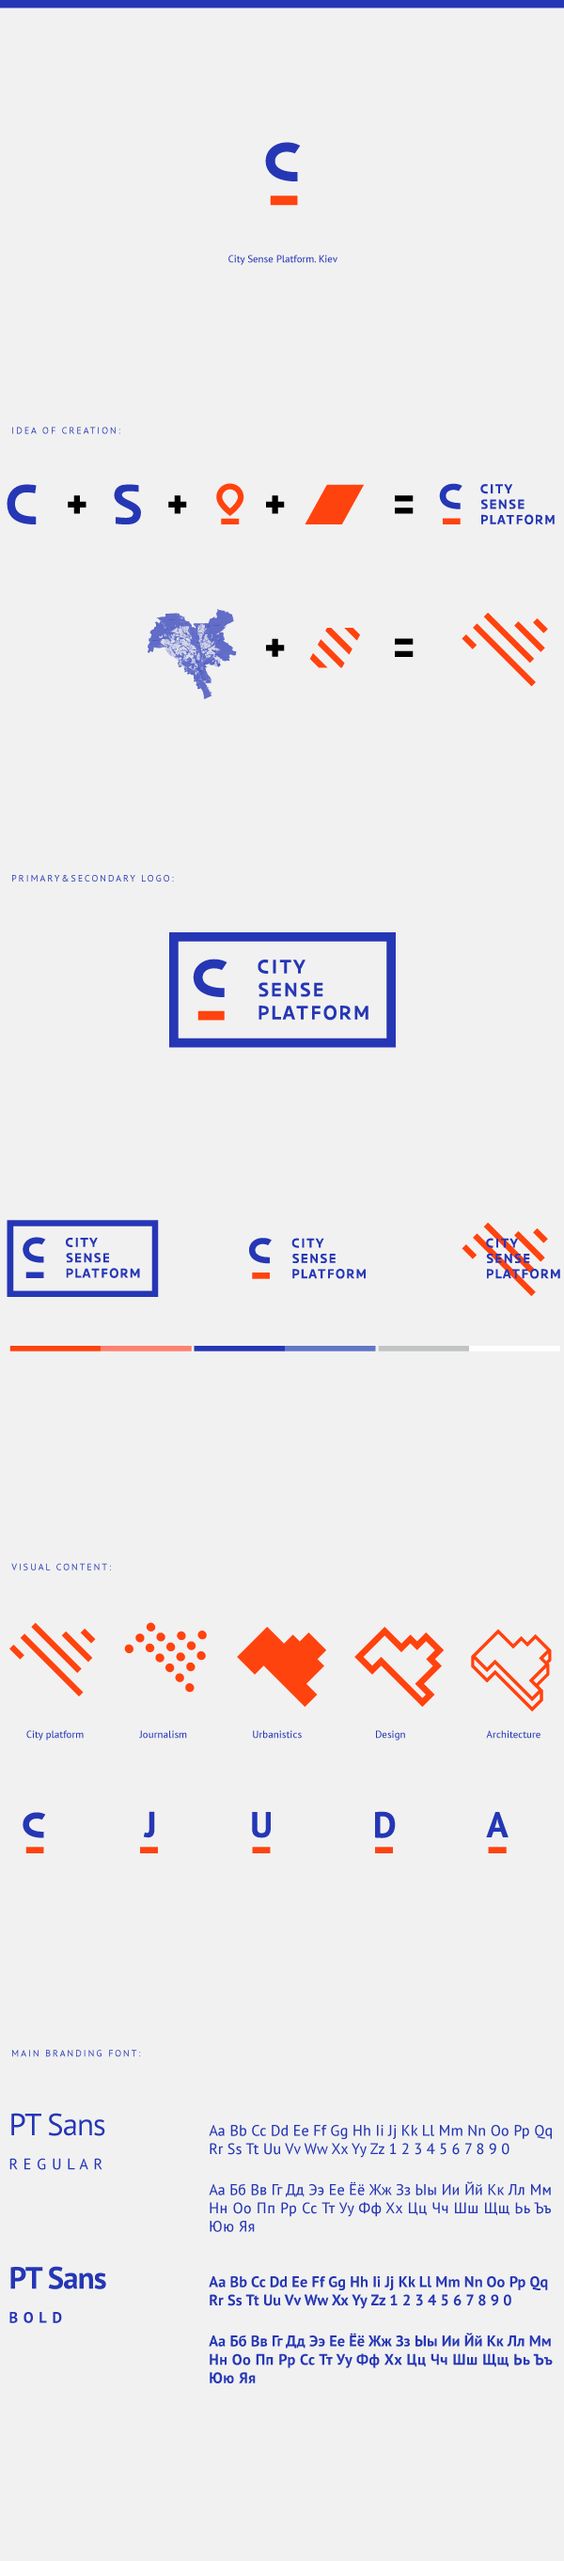 C
City Sense Platform. Kiev
IDEA OF CREATION:
C + S + + = C CITY
SENSE
PLATFORM
+ =
PRIMARY&SECONDARY LOGO:
C CITY
SENSE
PLATFORM
C CITY
SENSE
PLATFORM
C CITY
SENSE
PLATFORM
CITY
SENSE
PLATFORM
VISUAL CONTENT:
City platform Journalism Urbanistics Design Architecture
C J U D A
MAIN BRANDING FONT:
PT Sans
REGULAR
Aa Bb Cc Dd Ee Ff Gg Hh Ii Jj Kk Ll Mm Nn Oo Pp Qq
Rr Ss Tt Uu Vv Ww Xx Yy Zz 1 2 3 4 5 6 7 8 9 0
Аа Бб Вв Гг Дд Ээ Ее Ёё Жж Зз Ыы Ии Йй Кк Лл Мм
Нн Оо Пп Рр Сс Тт Уу Фф Хх Цц Чч Шш Щщ Ьь Ъъ
Юю Яя
PT Sans
BOLD
Aa Bb Cc Dd Ee Ff Gg Hh Ii Jj Kk Ll Mm Nn Oo Pp Qq
Rr Ss Tt Uu Vv Ww Xx Yy Zz 1 2 3 4 5 6 7 8 9 0
Аа Бб Вв Гг Дд Ээ Ее Ёё Жж Зз Ыы Ии Йй Кк Лл Мм
Нн Оо Пп Рр Сс Тт Уу Фф Хх Цц Чч Шш Щщ Ьь Ъъ
Юю Яя